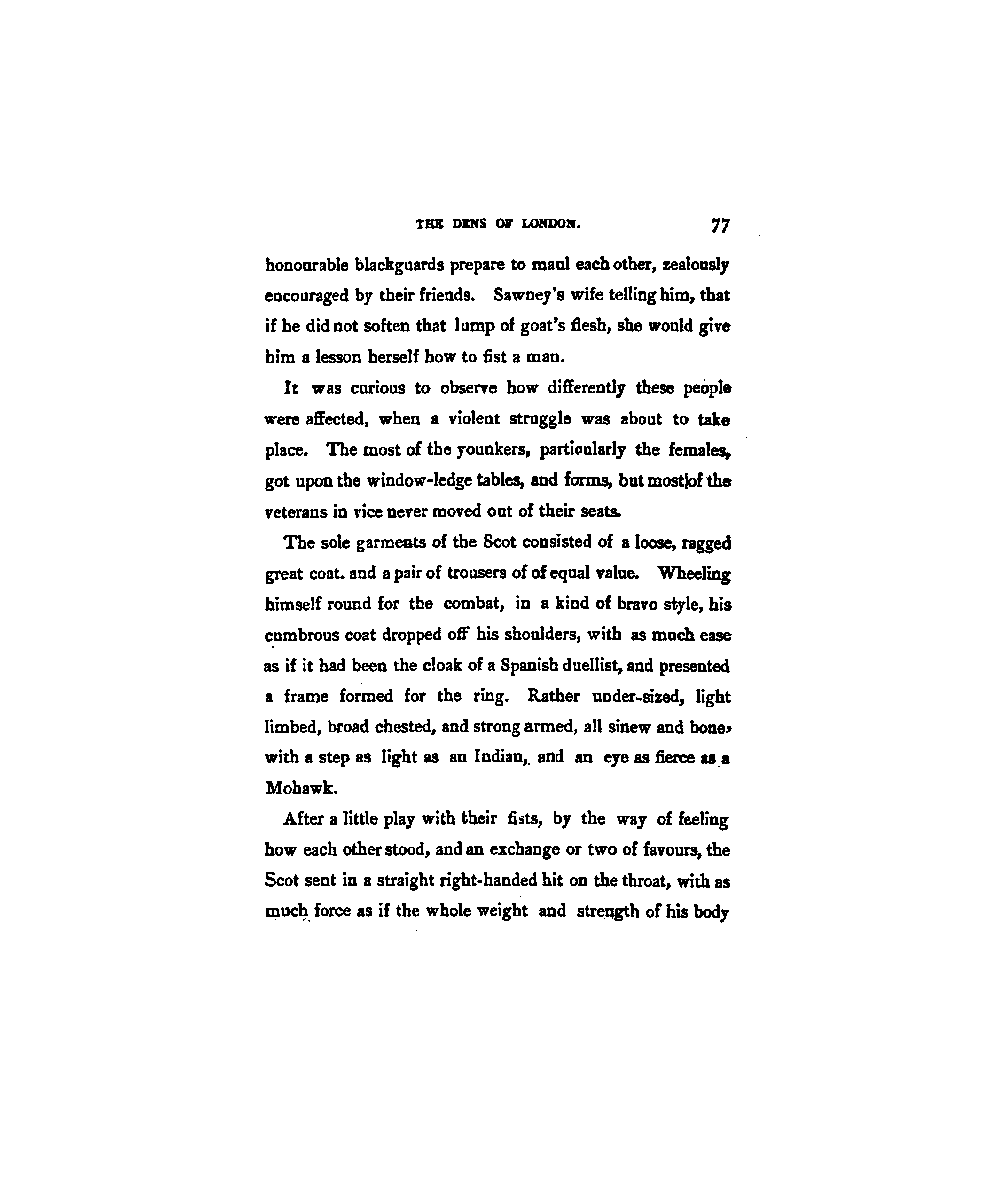 THE DENS OF LONDON. 77
honourable blackguards prepare to maul each other, zealously
encouraged by their friends. Sawney's wife telling him, that
if he did not soften that lump of goat's flesh, she would give
him a lesson herself how to fist a man.
It was curious to observe how differently these people
were affected, when a violent struggle was about to take
place. The most of the younkers, particularly the females,
got upon the window-ledge tables, and forms, but most of the
veterans in vice never moved out of their seats.
The sole garments of the Scot consisted of a loose, ragged
great coat. and a pair of trousers of of equal value. Wheeling
himself round for the combat, in a kind of bravo style, his
cumbrous coat dropped off his shoulders, with as much ease
as if it had been the cloak of a Spanish duellist, and presented
a frame formed for the ring. Rather under-sized, light
limbed, broad chested, and strong armed, all sinew and bone,
with a step as light as an Indian, and an eye as fierce as a
Mohawk.
After a little play with their fists, by the way of feeling
how each other stood, and an exchange or two of favours, the
Scot sent in a straight right-handed hit on the throat, with as
much force as if the whole weight and strength of his body